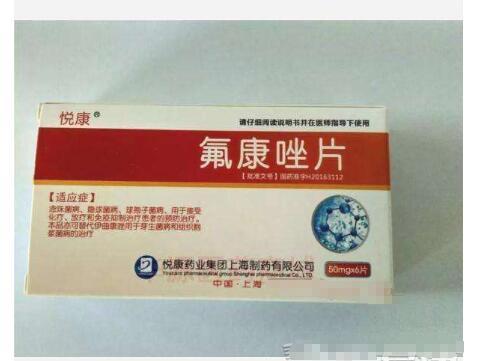 悦康®
请仔细阅读说明书并在医师指导下使用
氟康唑片
【批准文号】国药准字H20163112
【适应症】
念珠菌病、隐球菌病、球孢子菌病、用于接受
化疗、放疗和免疫抑制治疗患者的预防治疗。
本品亦可替代伊曲康唑用于芽生菌病和组织胞
浆菌病的治疗
悦康药业集团上海制药有限公司
Youcare pharmaceutical group Shanghai pharmaceutical Co., LTD.
中国·上海
50mgx6片